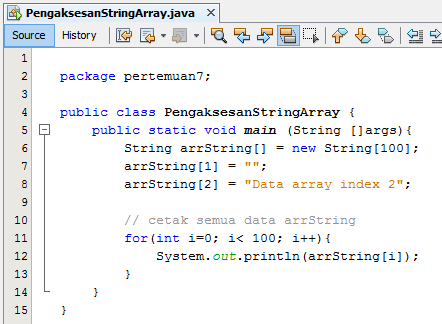 PengaksesanStringArray.java
Source History
1
2 package pertemuan7;
3
4 public class PengaksesanStringArray {
5 public static void main (String []args){
6 String arrString[] = new String[100];
7 arrString[1] = "";
8 arrString[2] = "Data array index 2";
9
10 // cetak semua data arrString
11 for(int i=0; i< 100; i++){
12 System.out.println(arrString[i]);
13 }
14 }
15 }